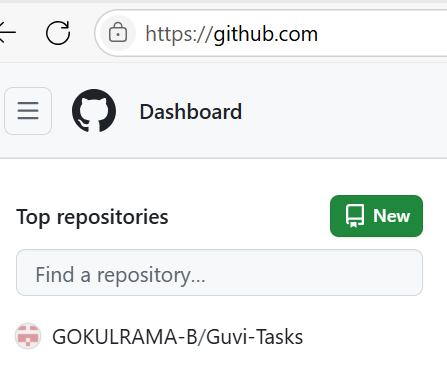 https://github.com
Dashboard
Top repositories
New
Find a repository...
GOKULRAMA-B/Guvi-Tasks